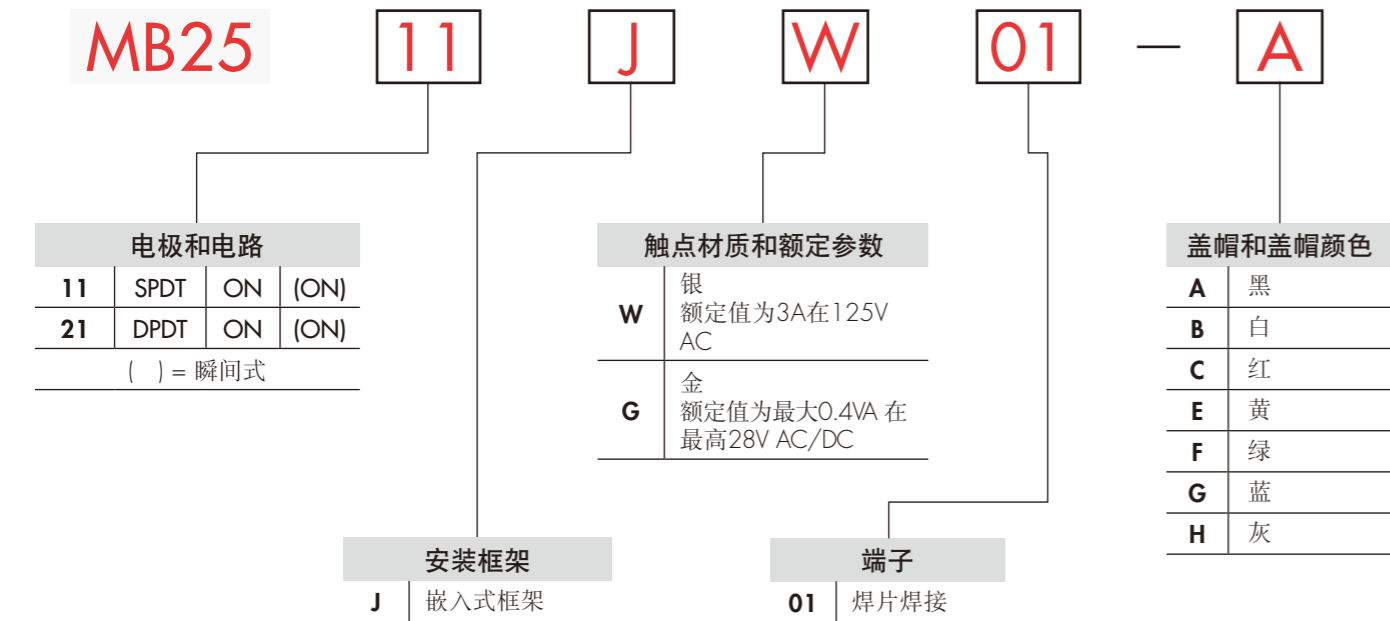 MB25 11 J W 01 — A
电极和电路
11 SPDT ON (ON)
21 DPDT ON (ON)
( ) = 瞬间式
触点材质和额定参数
W 银
额定值为3A在125V
AC
G 金
额定值为最大0.4VA 在
最高28V AC/DC
盖帽和盖帽颜色
A 黑
B 白
C 红
E 黄
F 绿
G 蓝
H 灰
安装框架
J 嵌入式框架
端子
01 焊片焊接